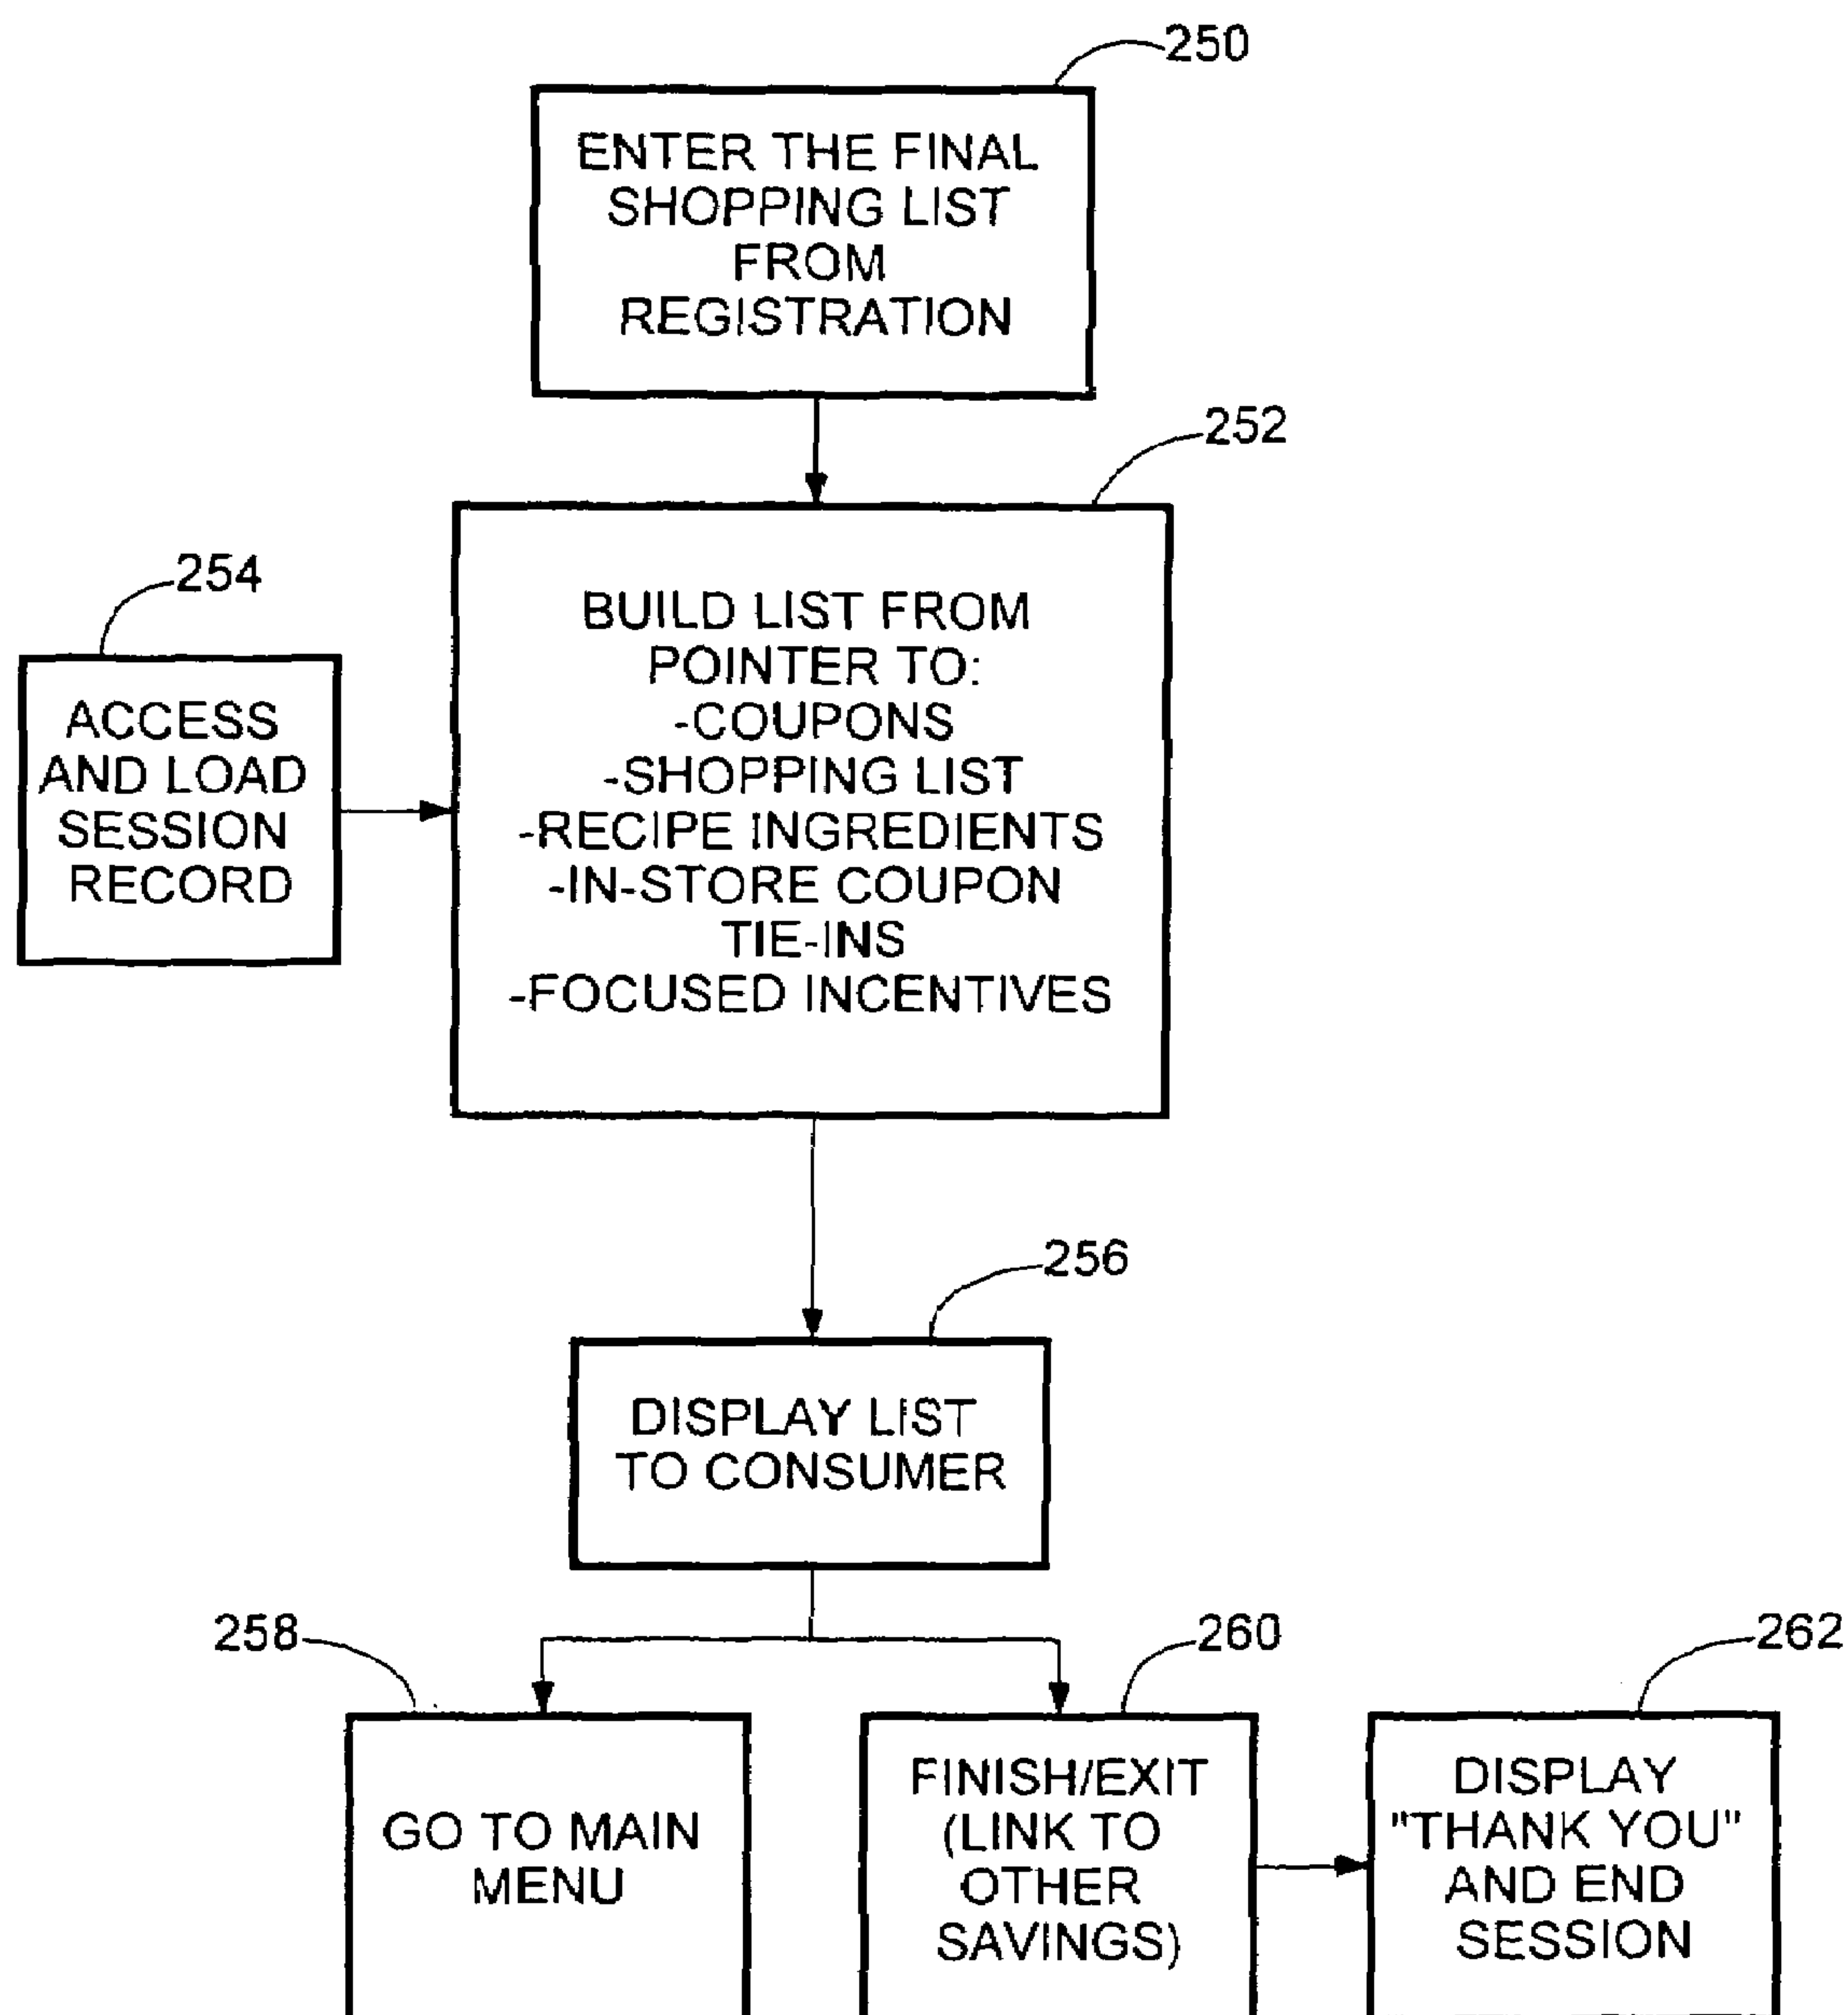 250
ENTER THE FINAL
SHOPPING LIST
FROM
REGISTRATION
252
BUILD LIST FROM
POINTER TO:
-COUPONS
-SHOPPING LIST
-RECIPE INGREDIENTS
-IN-STORE COUPON
TIE-INS
-FOCUSED INCENTIVES
254
ACCESS
AND LOAD
SESSION
RECORD
256
DISPLAY LIST
TO CONSUMER
258
GO TO MAIN
MENU
260
FINISH/EXIT
(LINK TO
OTHER
SAVINGS)
262
DISPLAY
"THANK YOU"
AND END
SESSION